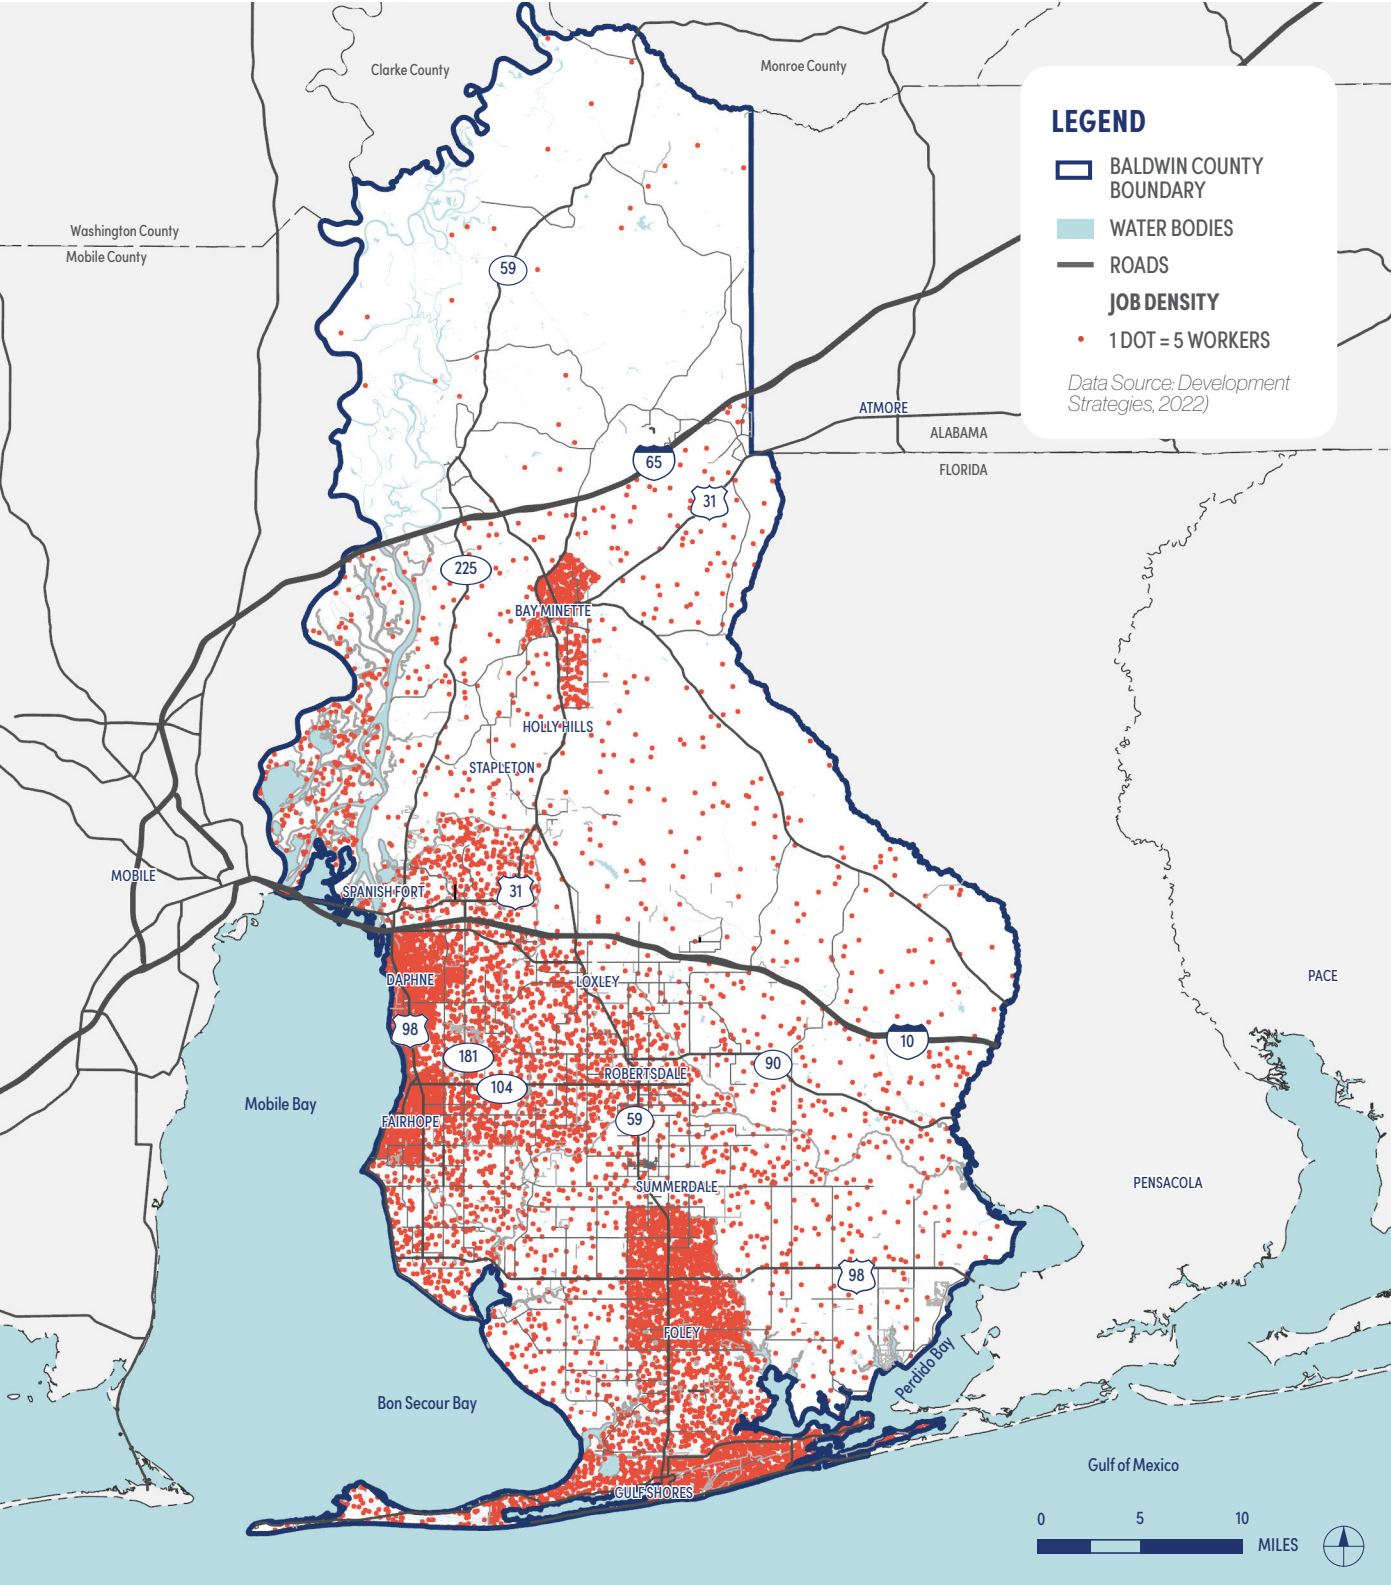 Clarke County
Monroe County
LEGEND
BALDWIN COUNTY
BOUNDARY
WATER BODIES
ROADS
JOB DENSITY
1 DOT = 5 WORKERS
Data Source: Development
Strategies, 2022)
Washington County
Mobile County
59
ATMORE
ALABAMA
FLORIDA
65
31
225
BAY MINETTE
HOLLY HILLS
STAPLETON
MOBILE
SPANISH FORT
31
DAPHNE
LOXLEY
PACE
98
181
10
90
ROBERTSDALE
104
Mobile Bay
FAIRHOPE
59
SUMMERDALE
PENSACOLA
98
FOLEY
Perdido Bay
Bon Secour Bay
Gulf of Mexico
GULF SHORES
0 5 10
MILES